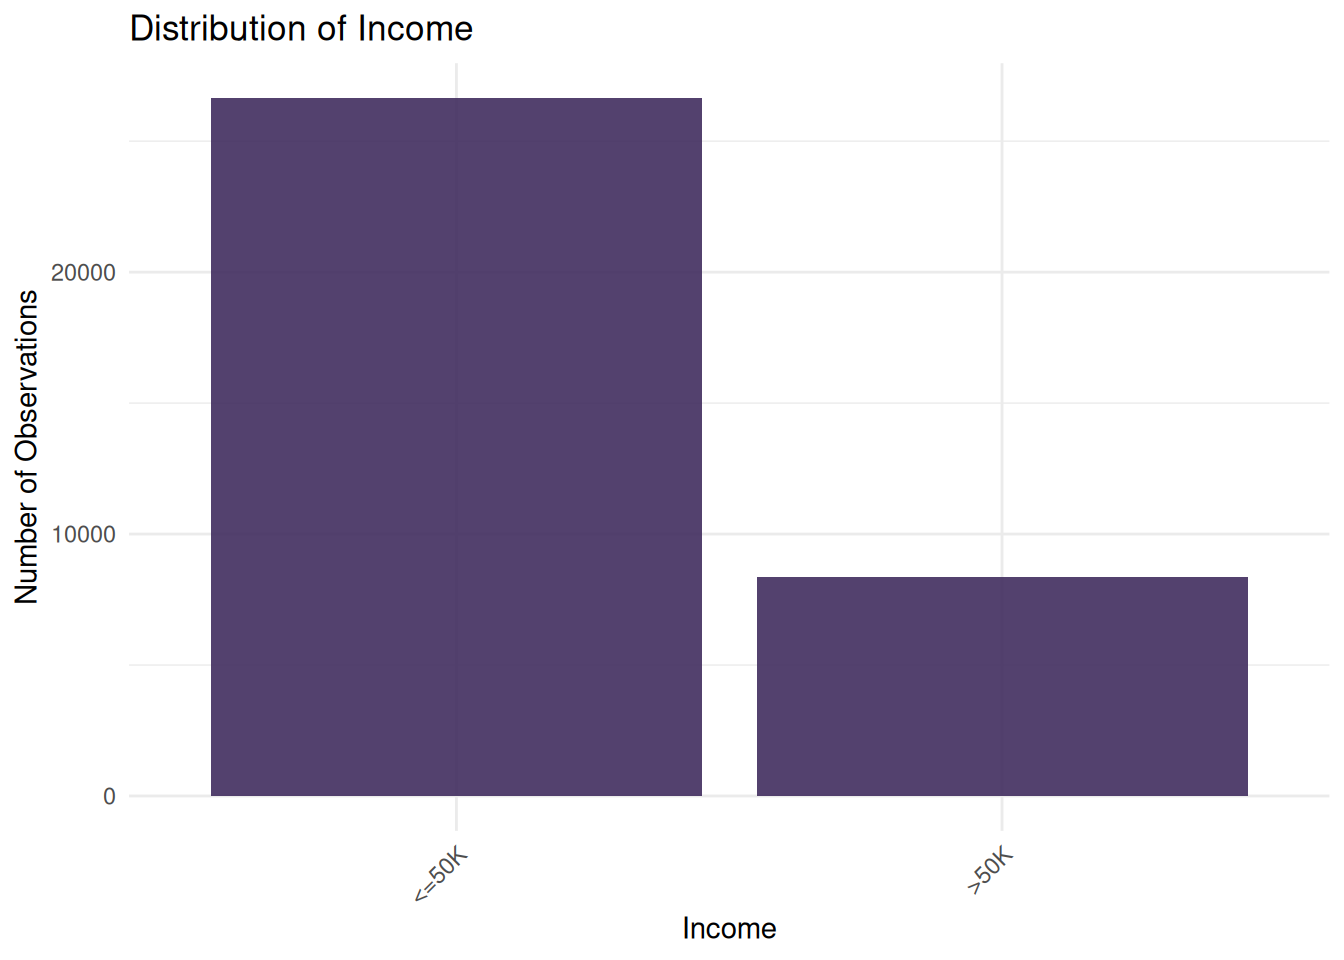 Distribution of Income
Number of Observations
20000
10000
0
<=50K
>50K
Income